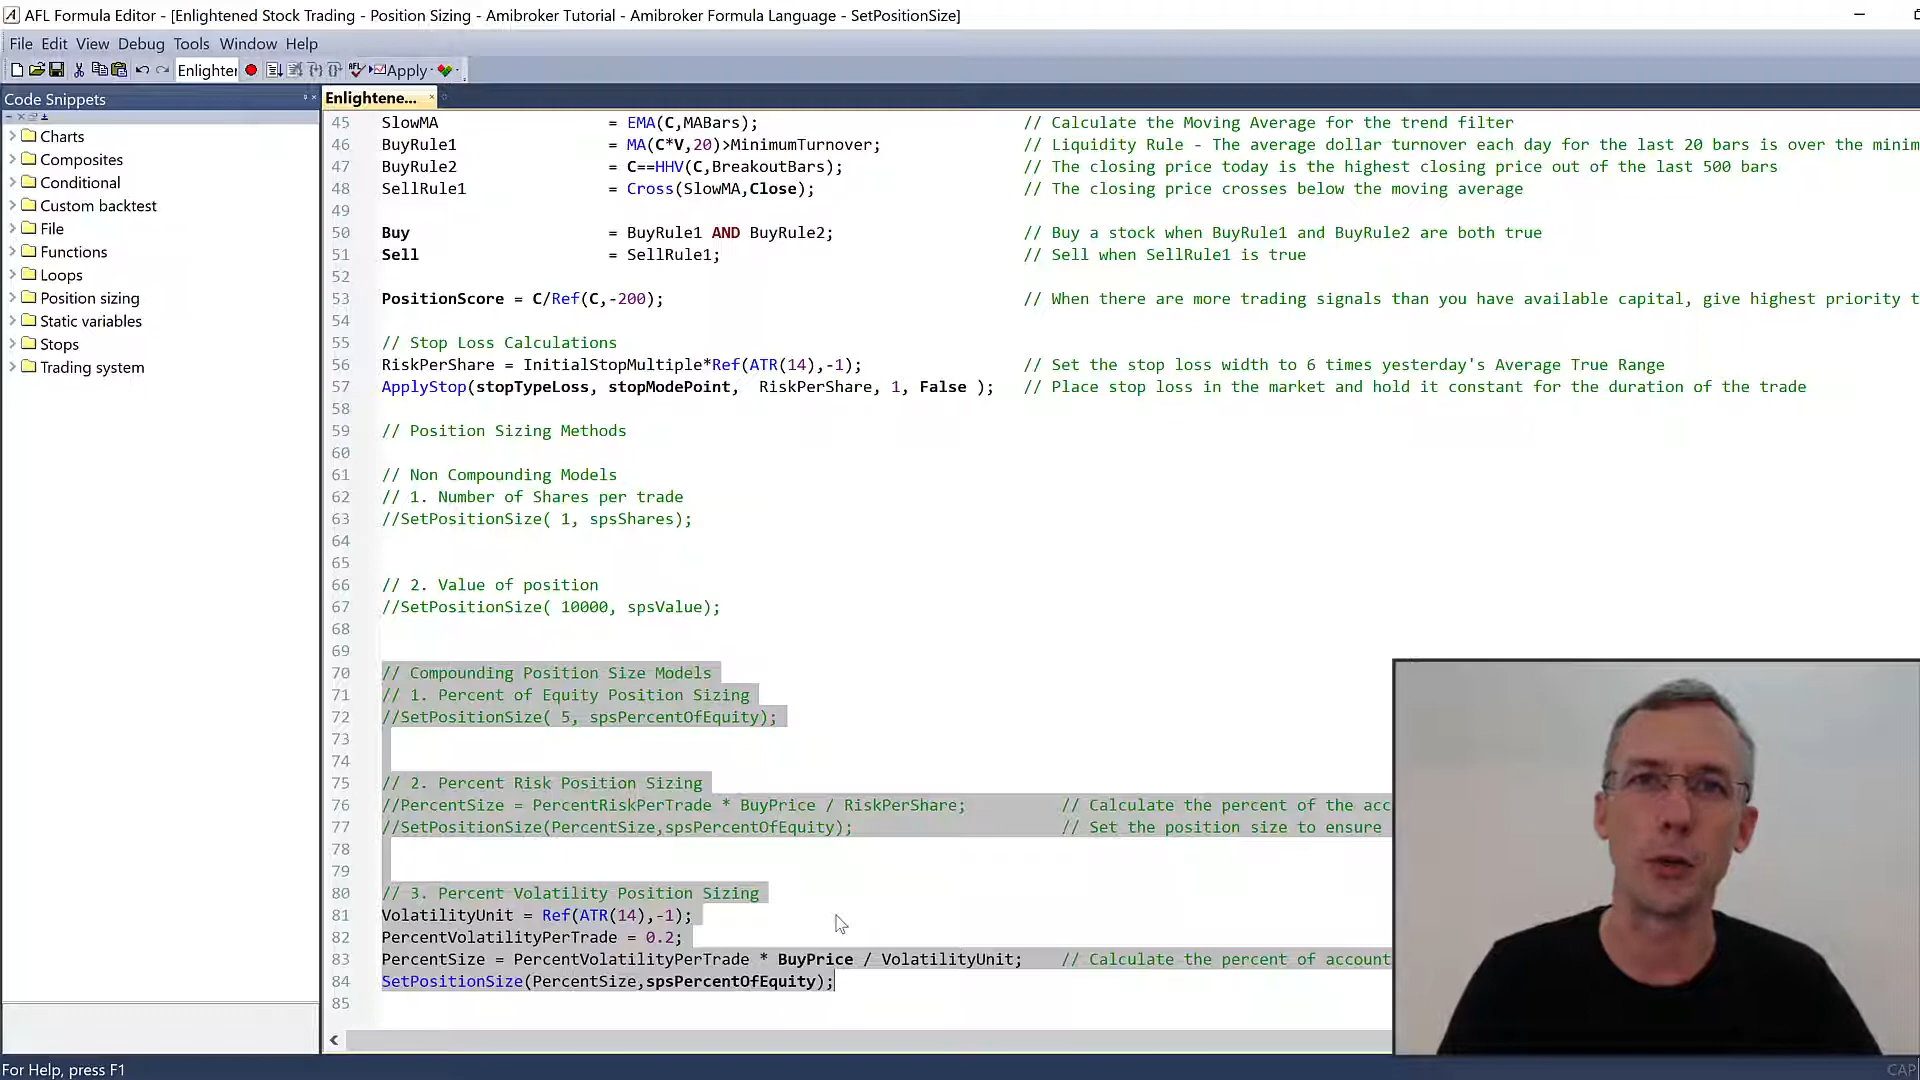 AFL Formula Editor - [Enlightened Stock Trading - Position Sizing - Amibroker Tutorial - Amibroker Formula Language - SetPositionSize]
File Edit View Debug Tools Window Help
Enlighter Apply
Code Snippets
Charts
Composites
Conditional
Custom backtest
File
Functions
Loops
Position sizing
Static variables
Stops
Trading system
Enlightene...
45 SlowMA = EMA(C,MABars); // Calculate the Moving Average for the trend filter
46 BuyRule1 = MA(C*V,20)>MinimumTurnover; // Liquidity Rule - The average dollar turnover each day for the last 20 bars is over the minim
47 BuyRule2 = C==HHV(C,BreakoutBars); // The closing price today is the highest closing price out of the last 500 bars
48 SellRule1 = Cross(SlowMA,Close); // The closing price crosses below the moving average
49
50 Buy = BuyRule1 AND BuyRule2; // Buy a stock when BuyRule1 and BuyRule2 are both true
51 Sell = SellRule1; // Sell when SellRule1 is true
52
53 PositionScore = C/Ref(C,-200); // When there are more trading signals than you have available capital, give highest priority t
54
55 // Stop Loss Calculations
56 RiskPerShare = InitialStopMultiple*Ref(ATR(14),-1); // Set the stop loss width to 6 times yesterday's Average True Range
57 ApplyStop(stopTypeLoss, stopModePoint, RiskPerShare, 1, False ); // Place stop loss in the market and hold it constant for the duration of the trade
58
59 // Position Sizing Methods
60
61 // Non Compounding Models
62 // 1. Number of Shares per trade
63 //SetPositionSize( 1, spsShares);
64
65
66 // 2. Value of position
67 //SetPositionSize( 10000, spsValue);
68
69
70 // Compounding Position Size Models
71 // 1. Percent of Equity Position Sizing
72 //SetPositionSize( 5, spsPercentOfEquity);
73
74
75 // 2. Percent Risk Position Sizing
76 //PercentSize = PercentRiskPerTrade * BuyPrice / RiskPerShare; // Calculate the percent of the acc
77 //SetPositionSize(PercentSize,spsPercentOfEquity); // Set the position size to ensure
78
79
80 // 3. Percent Volatility Position Sizing
81 VolatilityUnit = Ref(ATR(14),-1);
82 PercentVolatilityPerTrade = 0.2;
83 PercentSize = PercentVolatilityPerTrade * BuyPrice / VolatilityUnit; // Calculate the percent of account
84 SetPositionSize(PercentSize,spsPercentOfEquity);
85
For Help, press F1
CAP